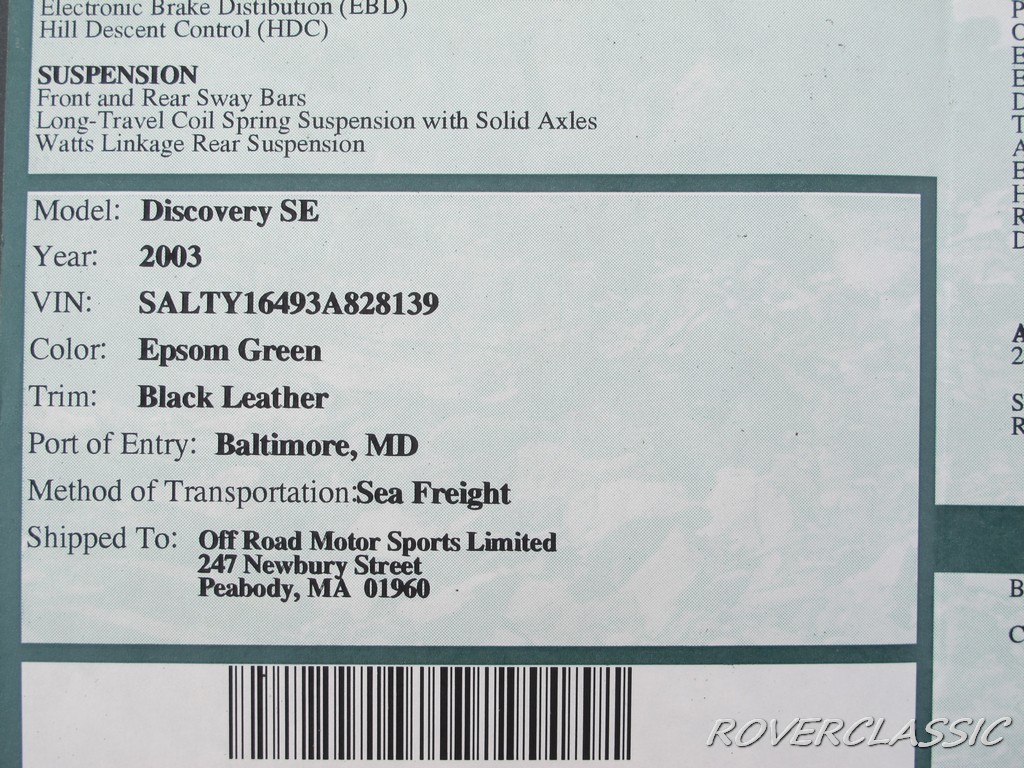 Electronic Brake Distibution (EBD)
Hill Descent Control (HDC)
SUSPENSION
Front and Rear Sway Bars
Long-Travel Coil Spring Suspension with Solid Axles
Watts Linkage Rear Suspension
Model: Discovery SE
Year: 2003
VIN: SALTY16493A828139
Color: Epsom Green
Trim: Black Leather
Port of Entry: Baltimore, MD
Method of Transportation:Sea Freight
Shipped To: Off Road Motor Sports Limited
247 Newbury Street
Peabody, MA 01960
ROVERCLASSIC